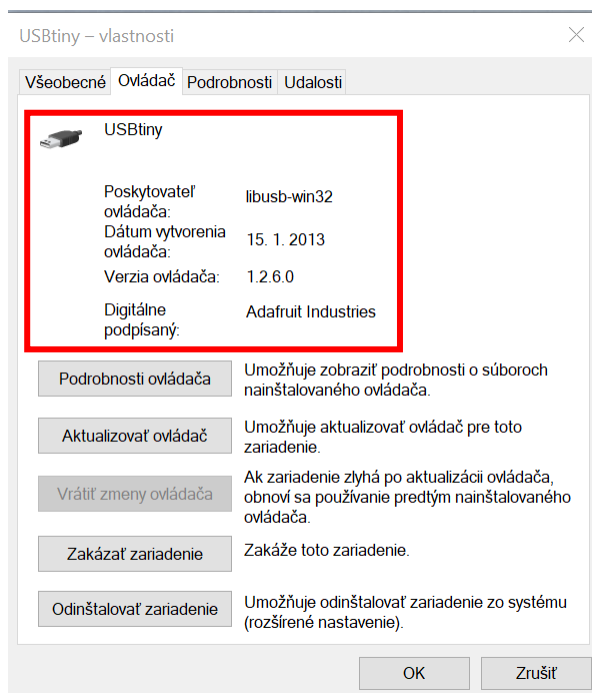 USBtiny – vlastnosti
Všeobecné Ovládač Podrobnosti Udalosti
USBtiny
Poskytovateľ
ovládača:
libusb-win32
Dátum vytvorenia
ovládača:
15. 1. 2013
Verzia ovládača: 1.2.6.0
Digitálne
podpísaný:
Adafruit Industries
Podrobnosti ovládača
Umožňuje zobraziť podrobnosti o súboroch
nainštalovaného ovládača.
Aktualizovať ovládač
Umožňuje aktualizovať ovládač pre toto
zariadenie.
Vrátiť zmeny ovládača
Ak zariadenie zlyhá po aktualizácii ovládača,
obnoví sa používanie predtým nainštalovaného
ovládača.
Zakázať zariadenie
Zakáže toto zariadenie.
Odinštalovať zariadenie
Umožňuje odinštalovať zariadenie zo systému
(rozšírené nastavenie).
OK Zrušiť